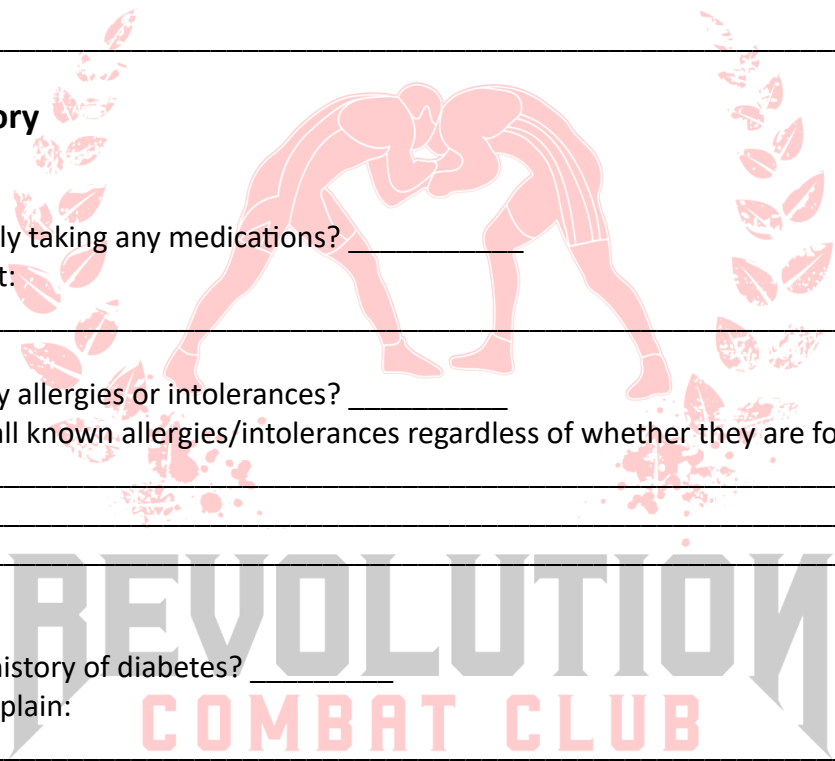 ory
ly taking any medications? ___________
t:
y allergies or intolerances? __________
all known allergies/intolerances regardless of whether they are fo
REVOLUTION
history of diabetes? _________
plain:
COMBAT CLUB